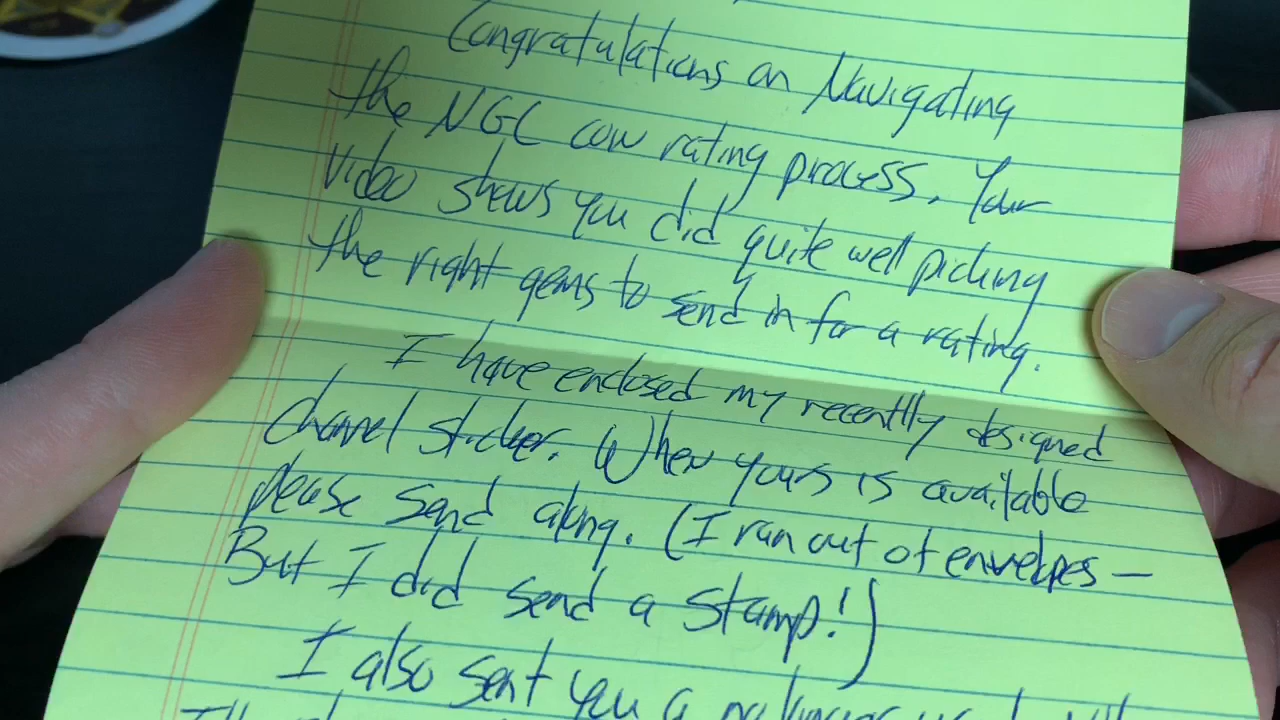 Congratulations on Navigating
the NGC cow rating process. Your
video shows you did quite well picking
the right gems to send in for a rating.
I have enclosed my recently designed
channel sticker. When yours is available
please send along. (I ran out of envelopes —
But I did send a stamp!)
I also sent you a